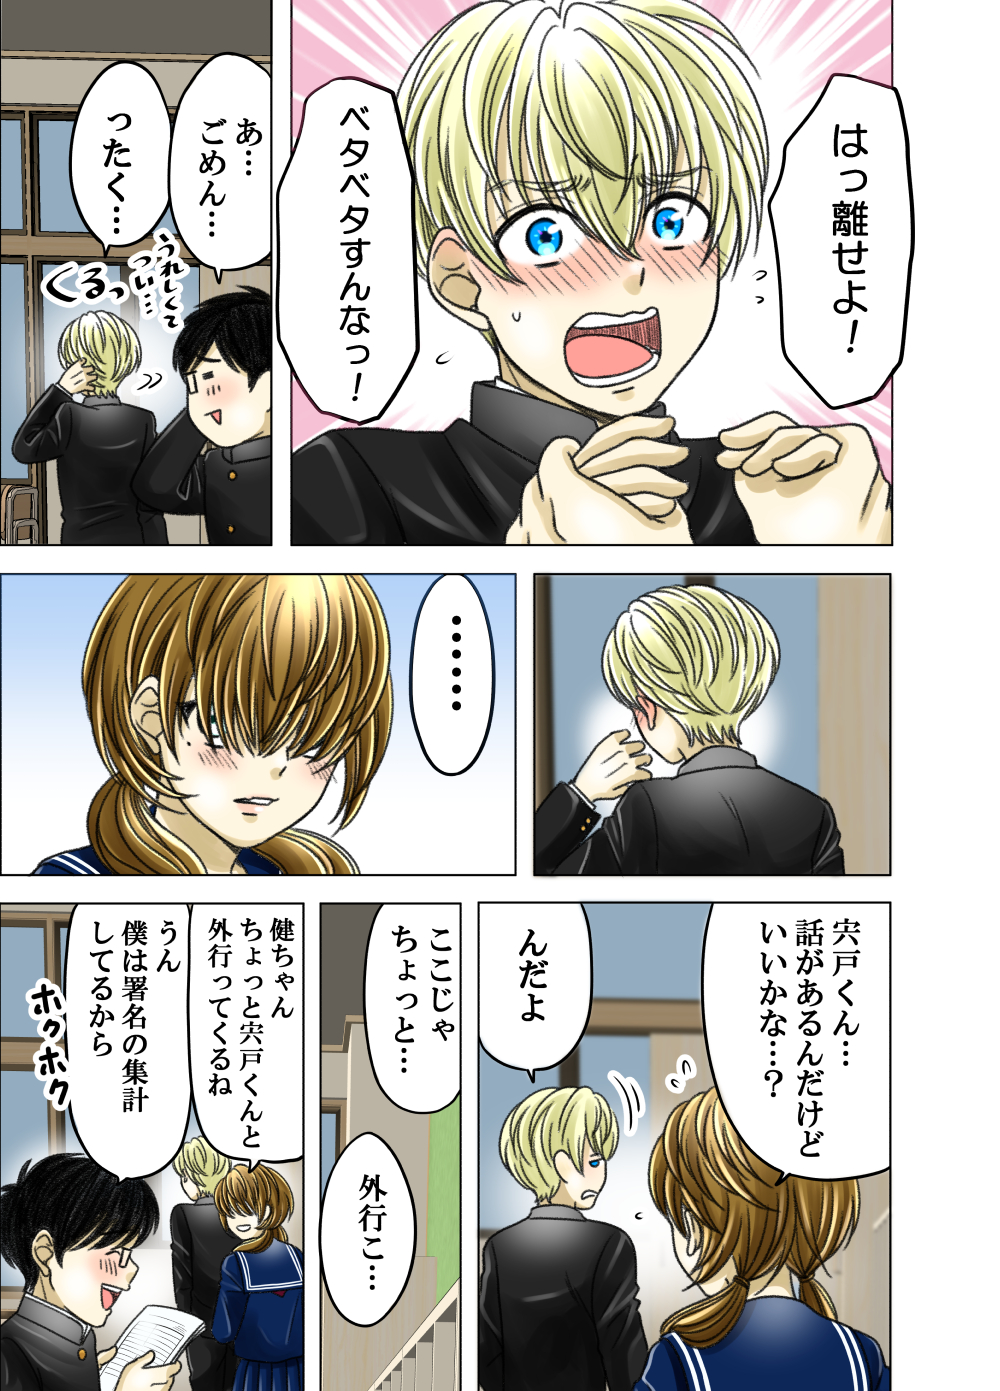 はっ離せよ！
ベタベタすんなっ！
あ…
ごめん…
うれしくて
つい…
ったく…
くるっ
……
宍戸くん…
話があるんだけど
いいかな…？
んだよ
ここじゃ
ちょっと…
外行こ…
健ちゃん
ちょっと宍戸くんと
外行ってくるね
うん
僕は署名の集計
してるから
ホクホク